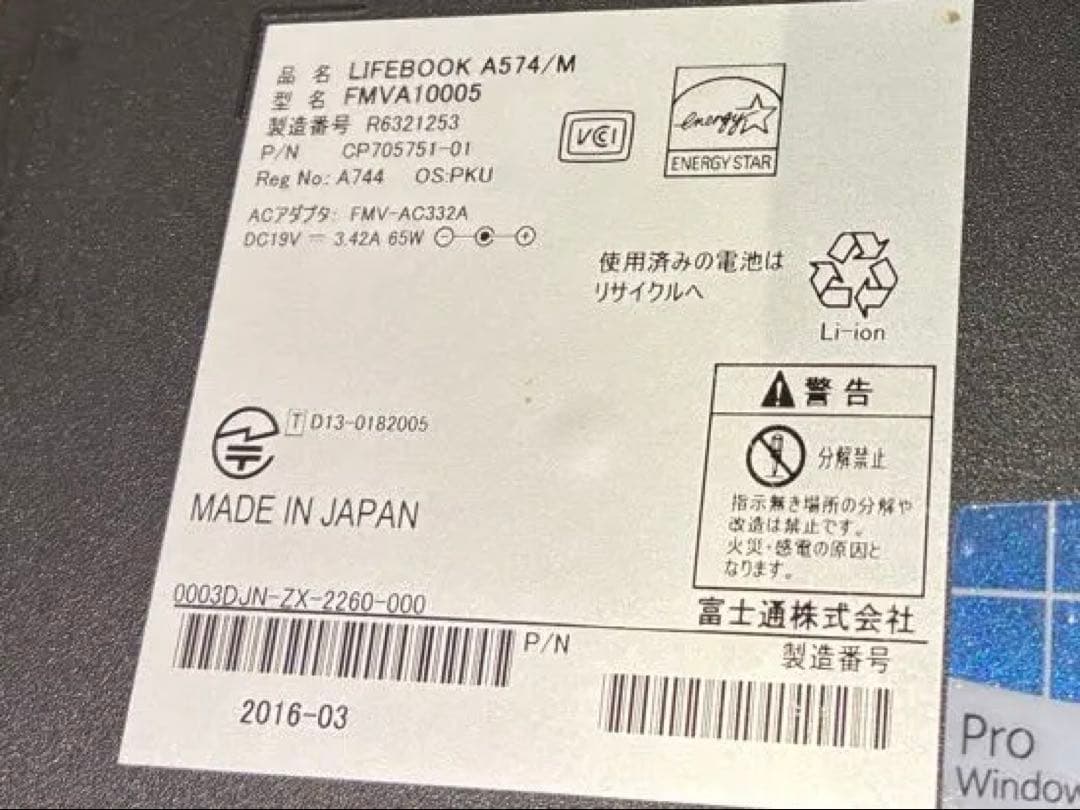 品名 LIFEBOOK A574/M
型名 FMVA10005
製造番号 R6321253
P/N CP705751-01
Reg No: A744 OS:PKU
ACアダプタ: FMV-AC332A
DC19V ⎓ 3.42A 65W
VCCI
energy
ENERGY STAR
使用済みの電池は
リサイクルへ
Li-ion
警告
分解禁止
指示無き場所の分解や
改造は禁止です。
火災・感電の原因と
なります。
T D13-0182005
MADE IN JAPAN
0003DJN-ZX-2260-000
富士通株式会社
P/N
製造番号
2016-03
Pro
Window